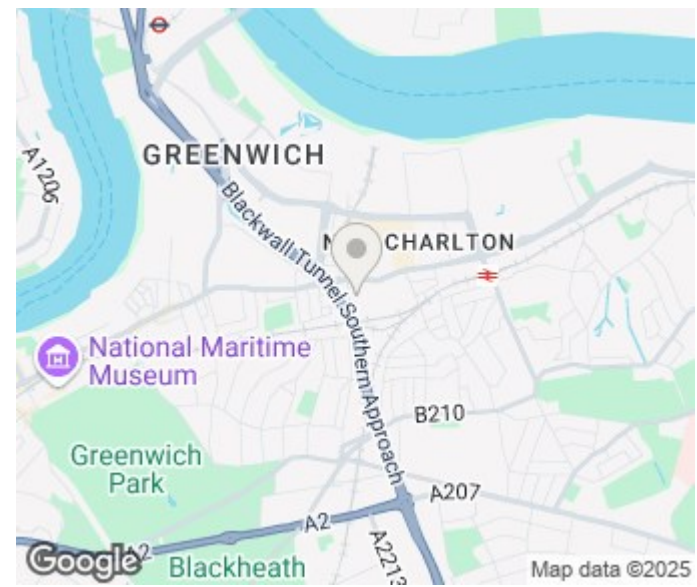 A1206
GREENWICH
Blackwall Tunnel Southern Approach
CHARLTON
National Maritime
Museum
B210
Greenwich
Park
A207
A2
A2
A2213
Blackheath
Google
Map data ©2025